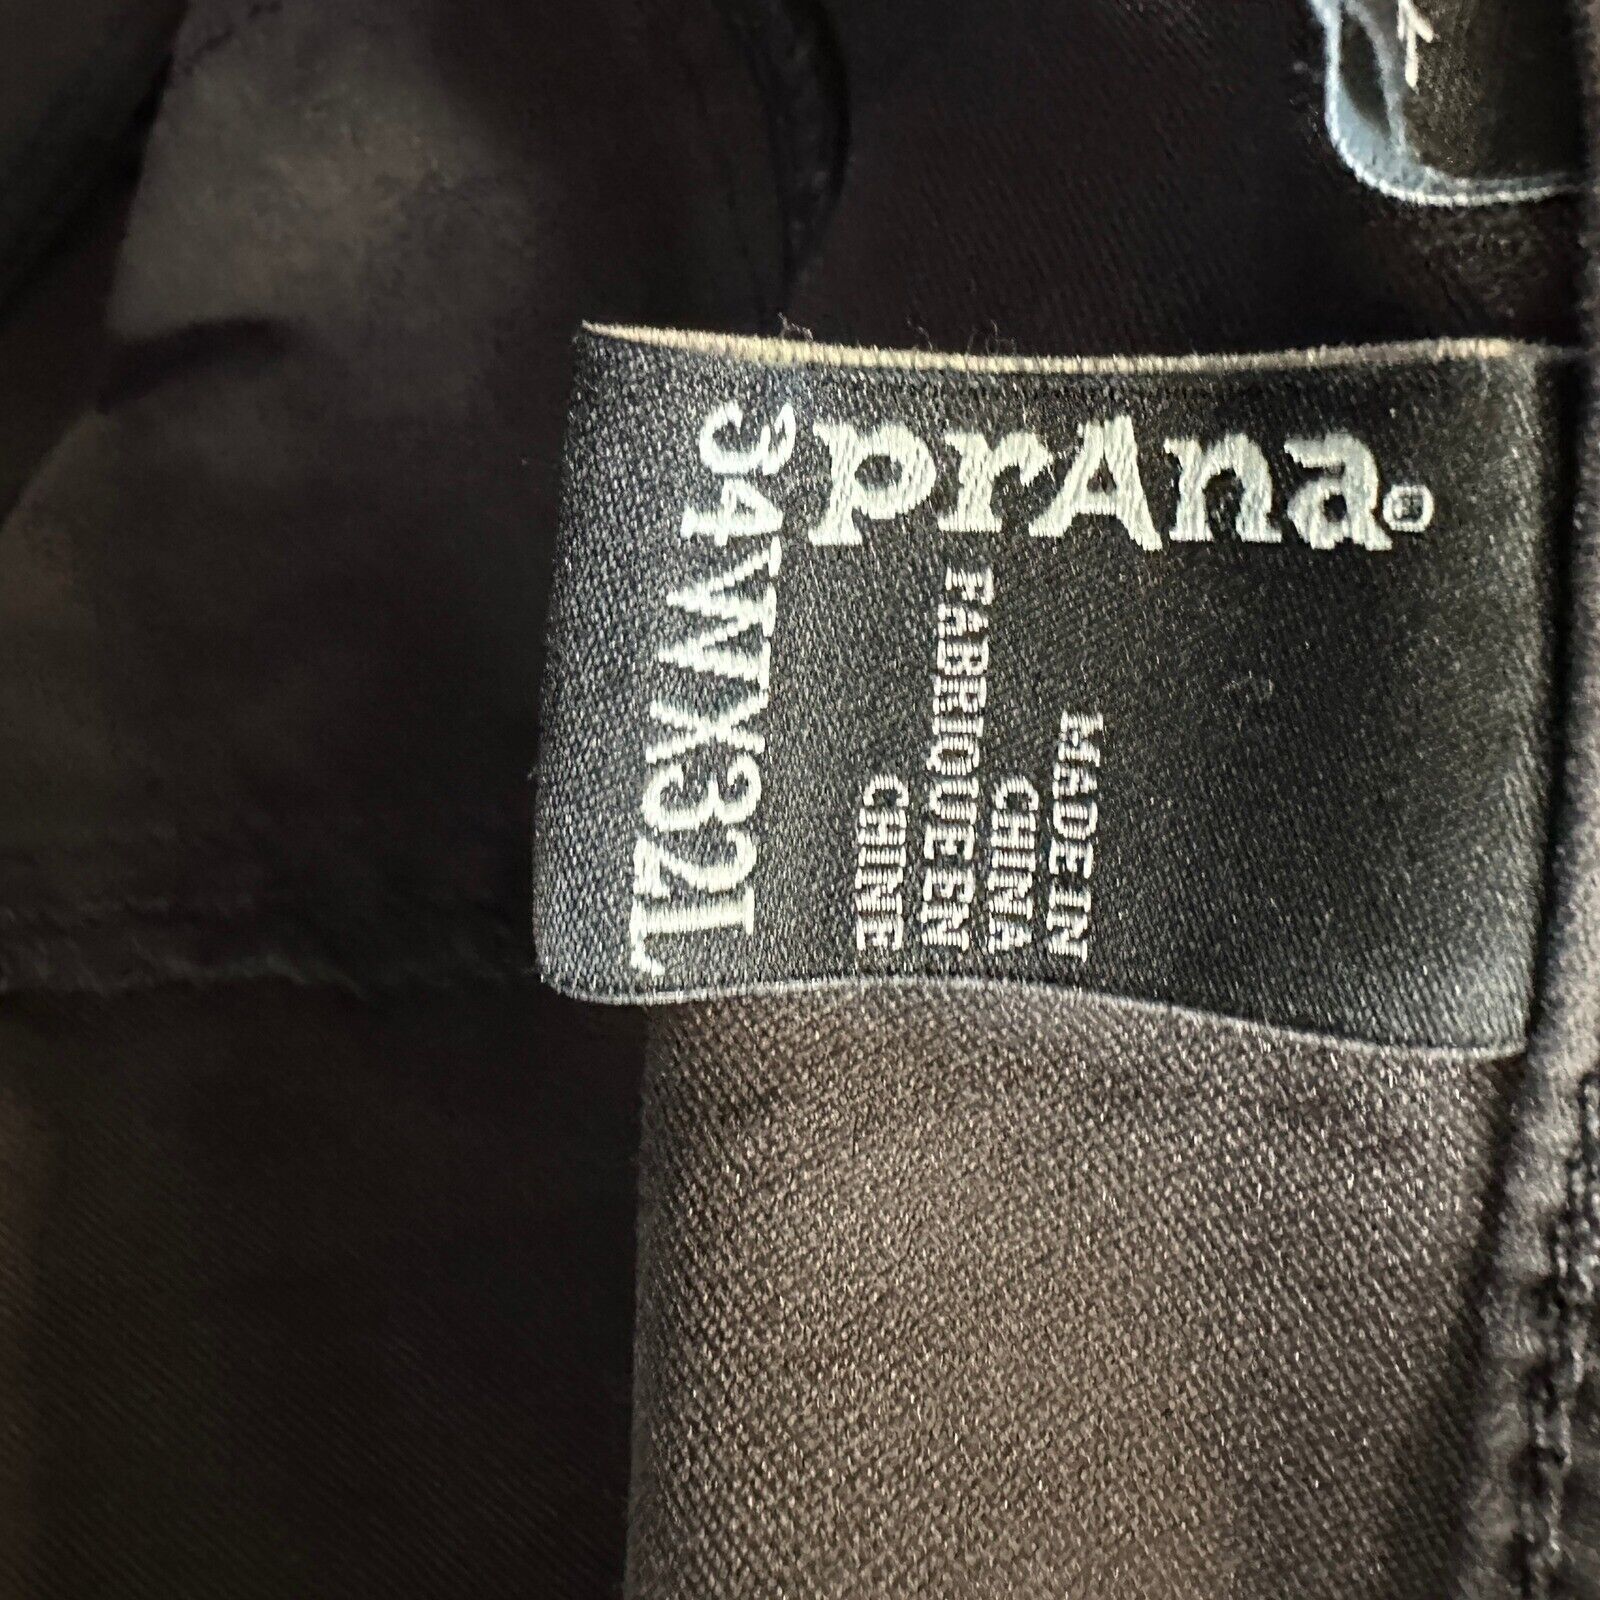 prAna®
34WX32L
MADE IN
CHINA
FABRIQUE EN
CHINE